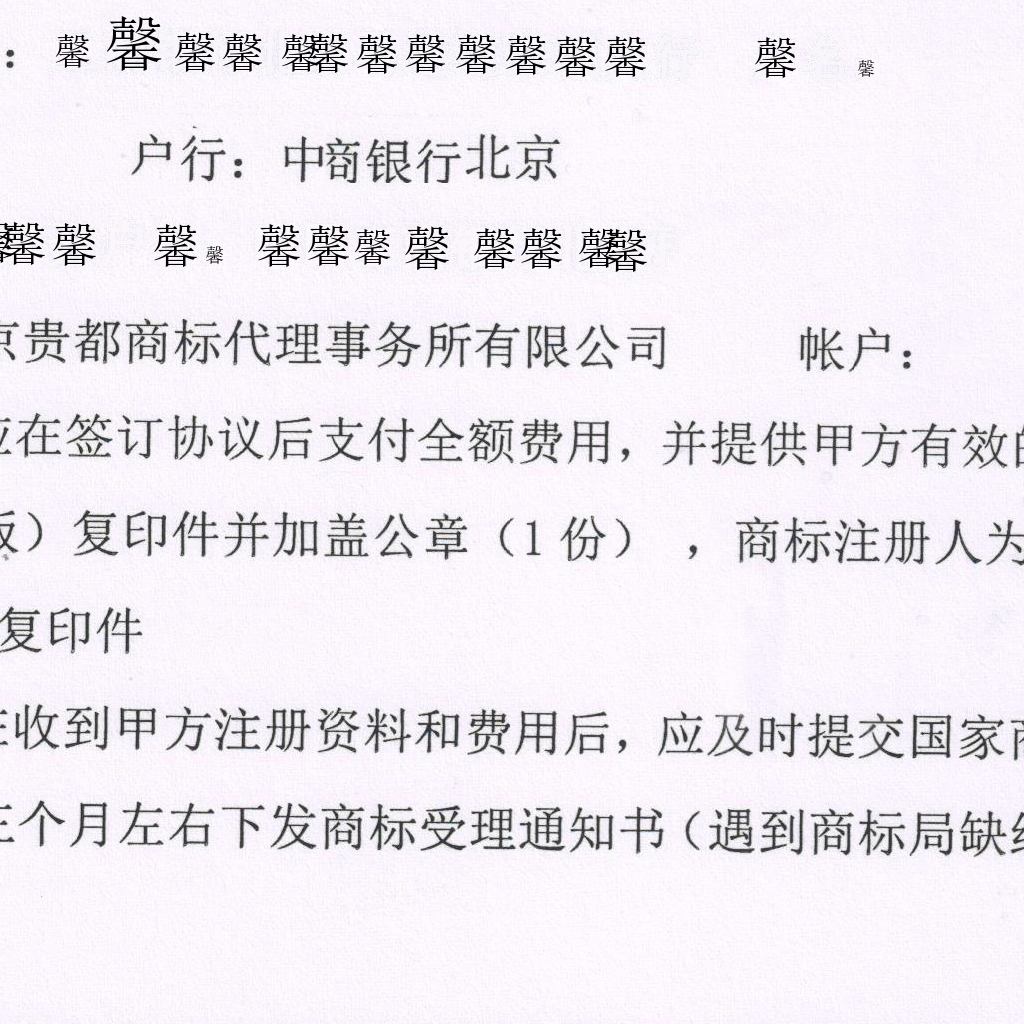 ：馨馨馨馨馨馨馨馨馨馨馨馨 馨馨
户行：中商银行北京
馨馨 馨馨 馨馨馨馨馨馨馨馨
京贵都商标代理事务所有限公司 帐户：
应在签订协议后支付全额费用，并提供甲方有效的
版）复印件并加盖公章（1份） ，商标注册人为
复印件
在收到甲方注册资料和费用后，应及时提交国家商
三个月左右下发商标受理通知书（遇到商标局缺纸